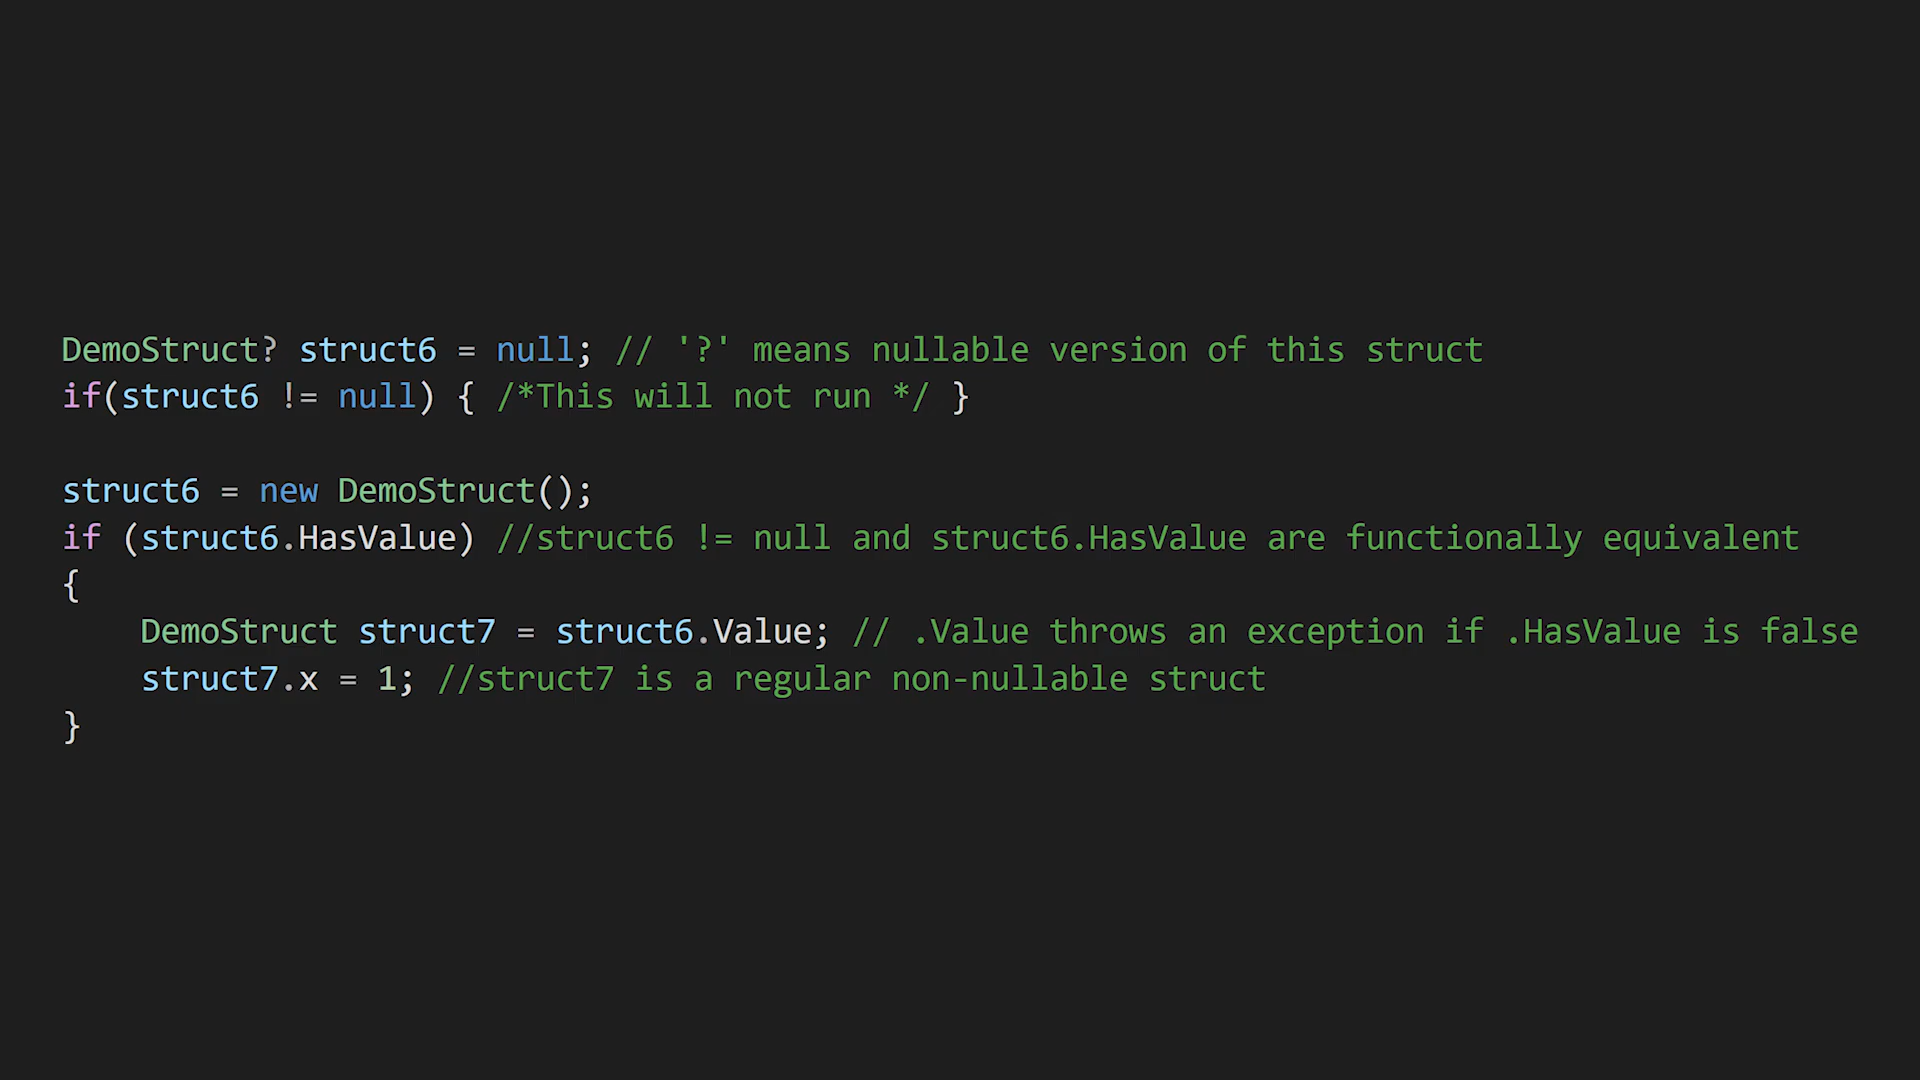 DemoStruct? struct6 = null; // '?' means nullable version of this struct
if(struct6 != null) { /*This will not run */ }
struct6 = new DemoStruct();
if (struct6.HasValue) //struct6 != null and struct6.HasValue are functionally equivalent
{
    DemoStruct struct7 = struct6.Value; // .Value throws an exception if .HasValue is false
    struct7.x = 1; //struct7 is a regular non-nullable struct
}